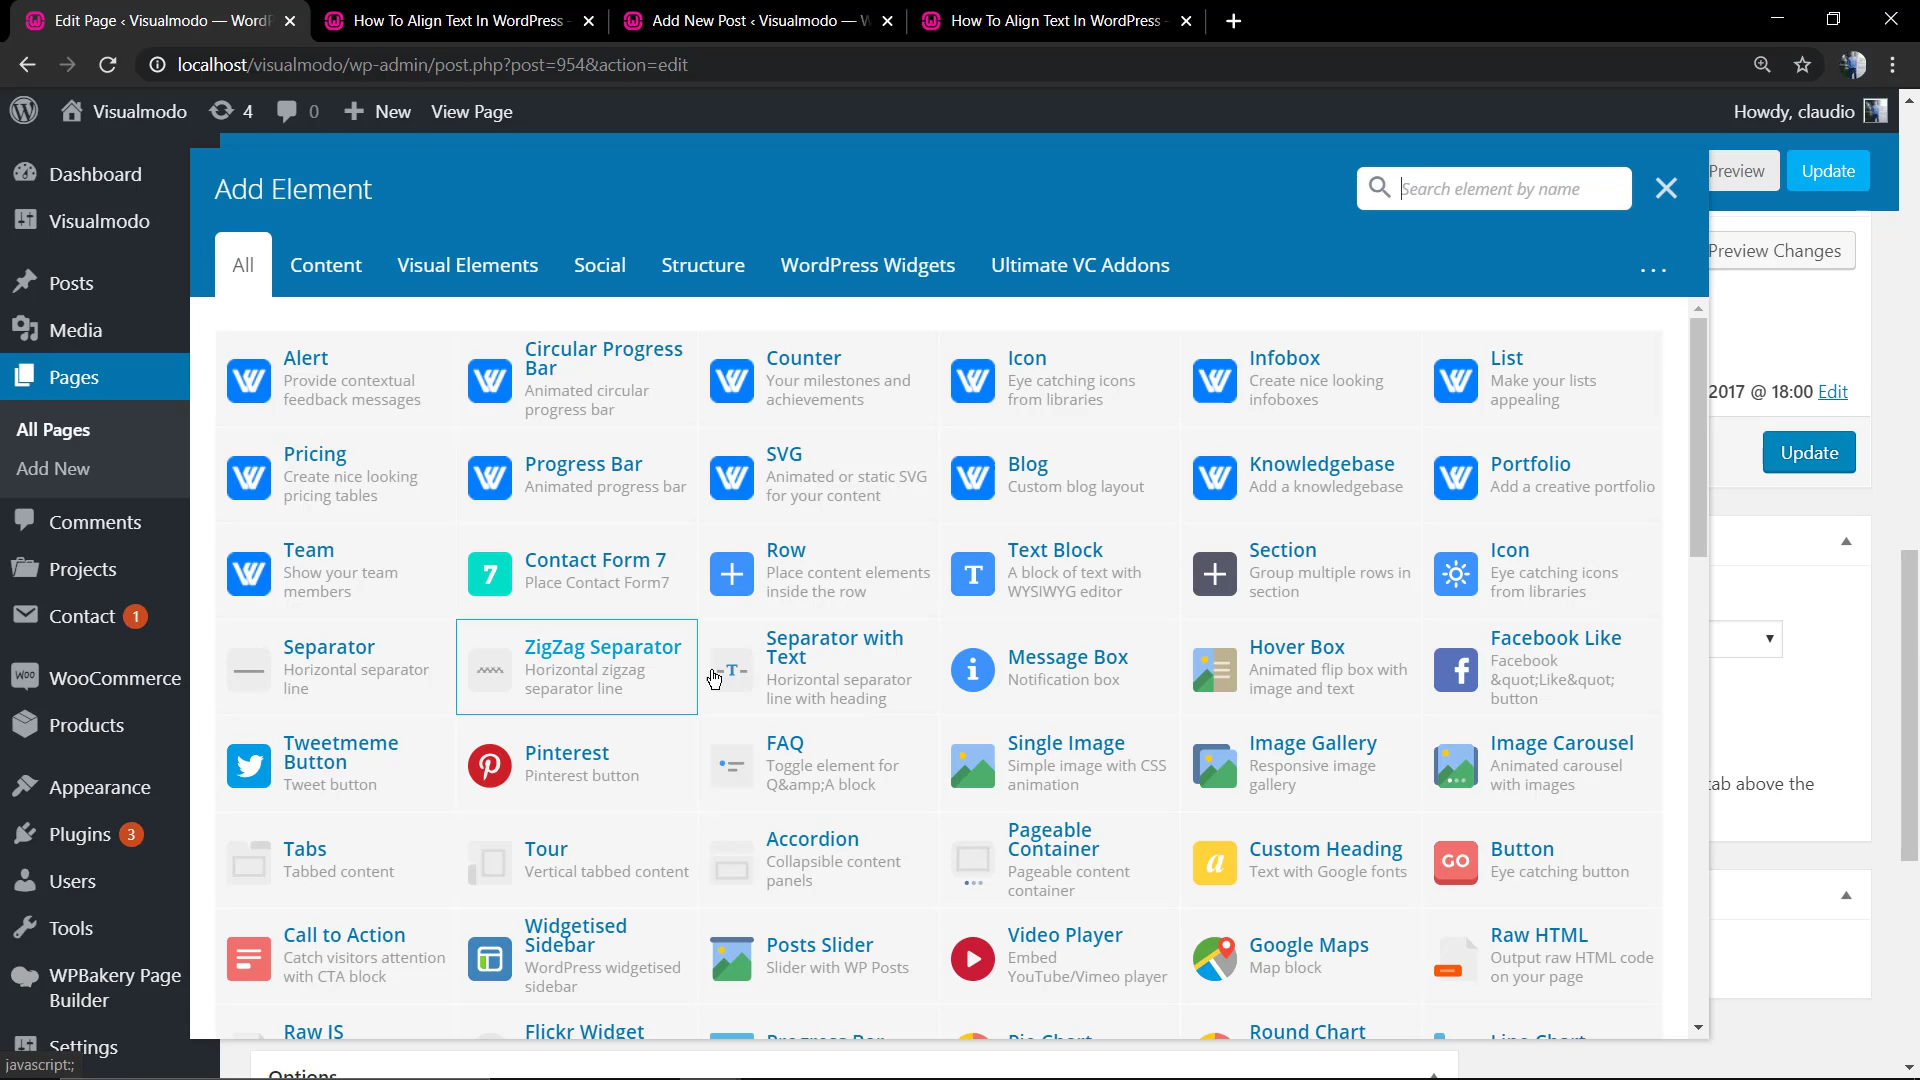 Edit Page ‹ Visualmodo — WordP
How To Align Text In WordPress -
Add New Post ‹ Visualmodo — W
How To Align Text In WordPress -
localhost/visualmodo/wp-admin/post.php?post=954&action=edit
Visualmodo
4
0
New
View Page
Howdy, claudio
Dashboard
Visualmodo
Posts
Media
Pages
All Pages
Add New
Comments
Projects
Contact 1
WooCommerce
Products
Appearance
Plugins 3
Users
Tools
WPBakery Page
Builder
Settings
javascript:;
Add Element
Search element by name
All
Content
Visual Elements
Social
Structure
WordPress Widgets
Ultimate VC Addons
...
Alert
Provide contextual
feedback messages
Circular Progress
Bar
Animated circular
progress bar
Counter
Your milestones and
achievements
Icon
Eye catching icons
from libraries
Infobox
Create nice looking
infoboxes
List
Make your lists
appealing
Pricing
Create nice looking
pricing tables
Progress Bar
Animated progress bar
SVG
Animated or static SVG
for your content
Blog
Custom blog layout
Knowledgebase
Add a knowledgebase
Portfolio
Add a creative portfolio
Team
Show your team
members
7
Contact Form 7
Place Contact Form7
Row
Place content elements
inside the row
T
Text Block
A block of text with
WYSIWYG editor
Section
Group multiple rows in
section
Icon
Eye catching icons
from libraries
Separator
Horizontal separator
line
ZigZag Separator
Horizontal zigzag
separator line
-T-
Separator with
Text
Horizontal separator
line with heading
Message Box
Notification box
Hover Box
Animated flip box with
image and text
Facebook Like
Facebook
&quot;Like&quot;
button
Tweetmeme
Button
Tweet button
Pinterest
Pinterest button
FAQ
Toggle element for
Q&amp;A block
Single Image
Simple image with CSS
animation
Image Gallery
Responsive image
gallery
Image Carousel
Animated carousel
with images
Tabs
Tabbed content
Tour
Vertical tabbed content
Accordion
Collapsible content
panels
Pageable
Container
Pageable content
container
a
Custom Heading
Text with Google fonts
GO
Button
Eye catching button
Call to Action
Catch visitors attention
with CTA block
Widgetised
Sidebar
WordPress widgetised
sidebar
Posts Slider
Slider with WP Posts
Video Player
Embed
YouTube/Vimeo player
Google Maps
Map block
Raw HTML
Output raw HTML code
on your page
Raw JS
Flickr Widget
Progress Bar
Pie Chart
Round Chart
Line Chart
Preview
Update
Preview Changes
2017 @ 18:00 Edit
Update
tab above the
Options